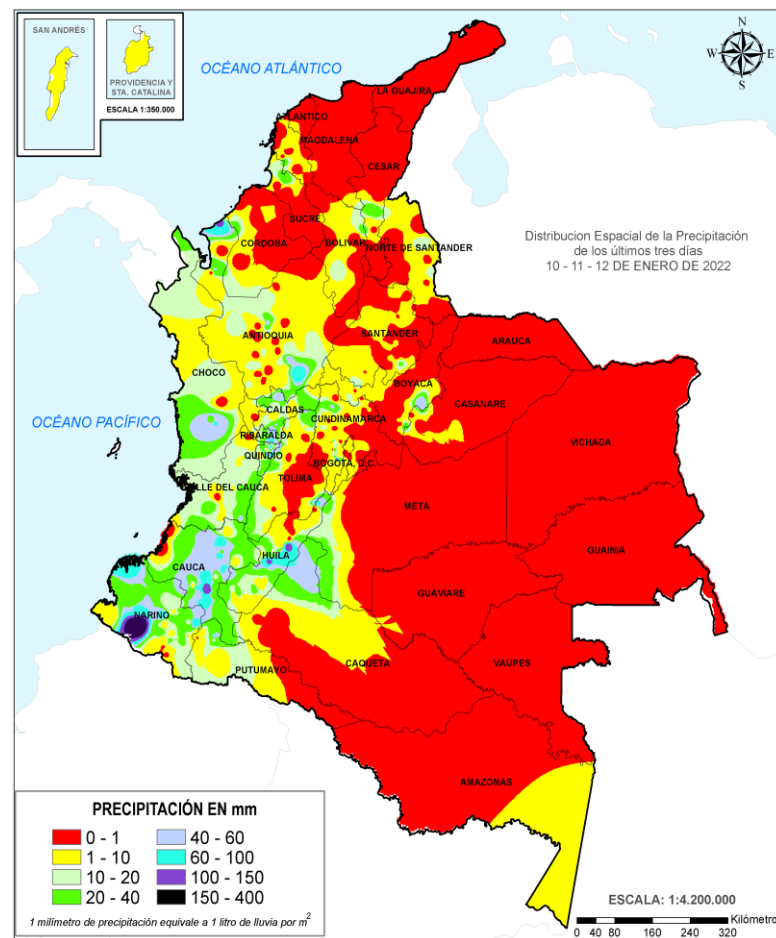 SAN ANDRÉS
PROVIDENCIA Y
STA. CATALINA
ESCALA 1:350.000
OCÉANO ATLÁNTICO
N
W
E
S
LA GUAJIRA
ATLANTICO
MAGDALENA
CESAR
SUCRE
CORDOBA
BOLIVAR
NORTE DE SANTANDER
Distribucion Espacial de la Precipitación
de los últimos tres días
10 - 11 - 12 DE ENERO DE 2022
ANTIOQUIA
SANTANDER
ARAUCA
CHOCO
BOYACA
CASANARE
OCÉANO PACÍFICO
CALDAS
CUNDINAMARCA
RISARALDA
VICHADA
QUINDIO
BOGOTÁ, D.C.
TOLIMA
VALLE DEL CAUCA
META
GUAINIA
HUILA
CAUCA
GUAVIARE
NARIÑO
CAQUETA
VAUPES
PUTUMAYO
AMAZONAS
PRECIPITACIÓN EN mm
0 - 1
40 - 60
1 - 10
60 - 100
10 - 20
100 - 150
20 - 40
150 - 400
1 milímetro de precipitación equivale a 1 litro de lluvia por m²
ESCALA: 1:4.200.000
Kilómetro
0 40 80 160 240 320